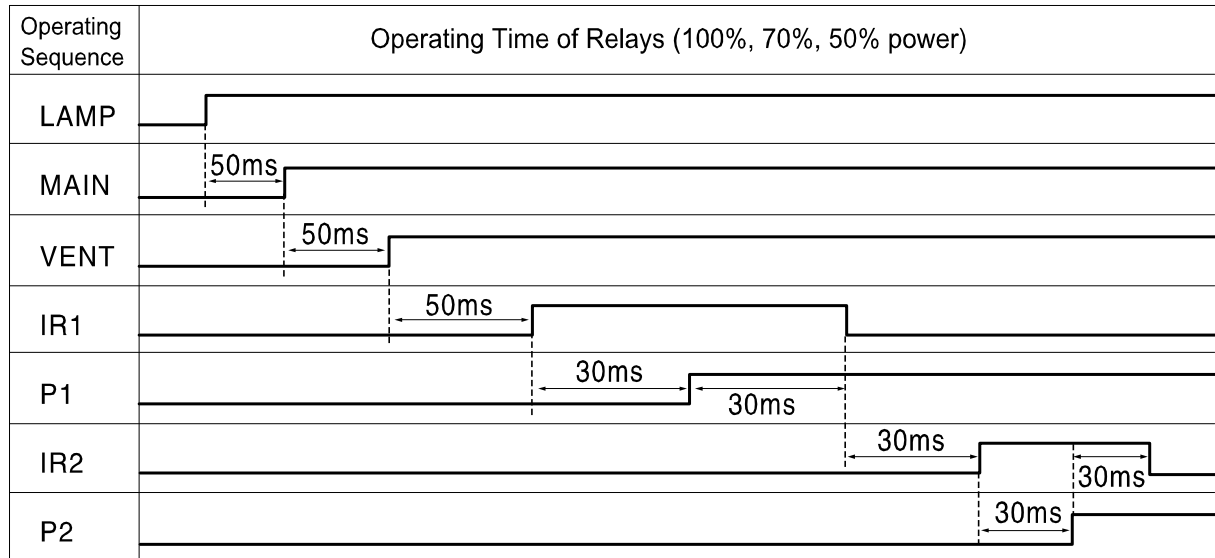 Operating
Sequence
Operating Time of Relays (100%, 70%, 50% power)
LAMP
50ms
MAIN
50ms
VENT
50ms
IR1
30ms
P1
30ms
30ms
IR2
30ms
30ms
P2